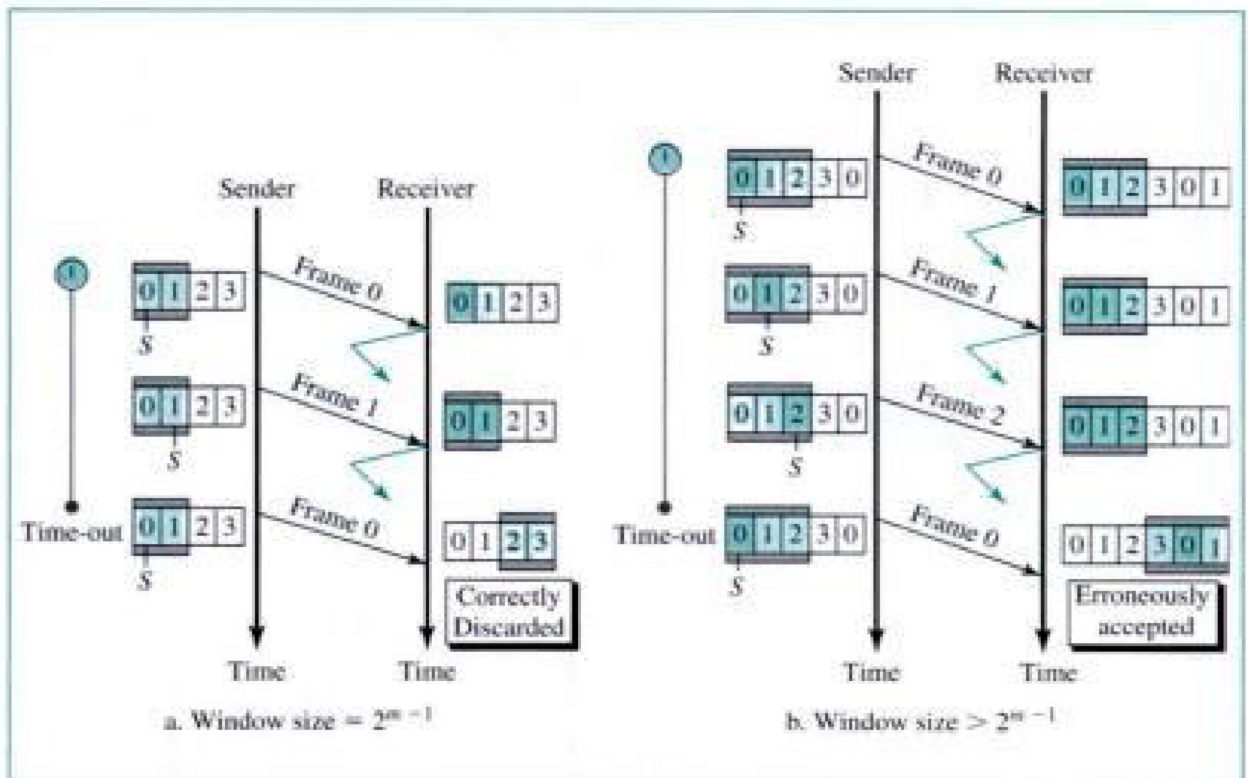 Sender Receiver
0 1 2 3
S
Frame 0
0 1 2 3
0 1 2 3
S
Frame 1
0 1 2 3
Time-out
0 1 2 3
S
Frame 0
0 1 2 3
Correctly
Discarded
Time Time
a. Window size = 2^{m-1}
Sender Receiver
0 1 2 3 0
S
Frame 0
0 1 2 3 0 1
0 1 2 3 0
S
Frame 1
0 1 2 3 0 1
0 1 2 3 0
S
Frame 2
0 1 2 3 0 1
Time-out
0 1 2 3 0
S
Frame 0
0 1 2 3 0 1
Erroneously
accepted
Time Time
b. Window size > 2^{m-1}